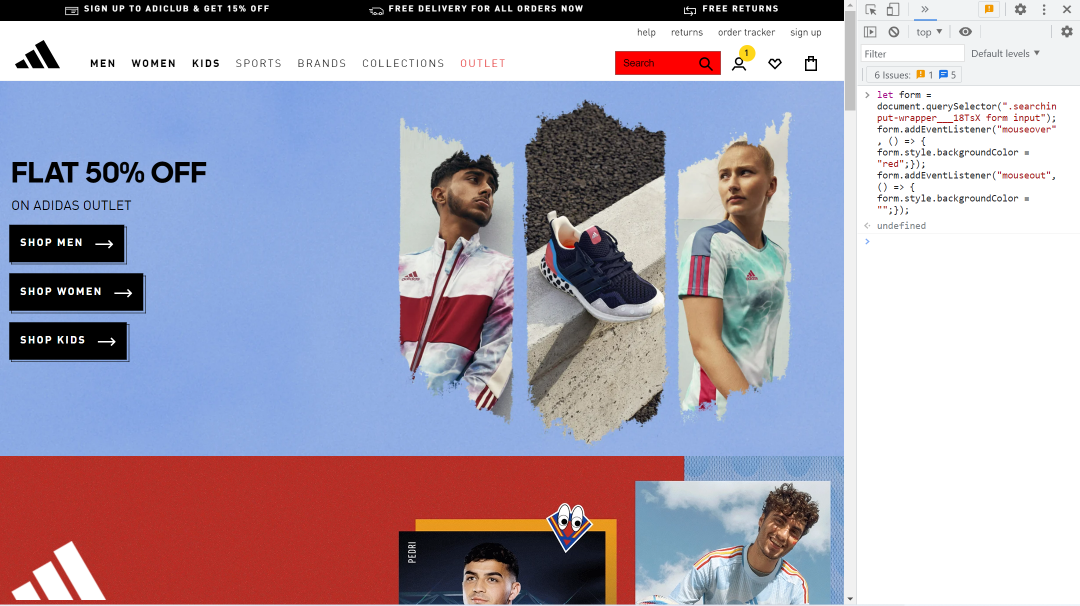 SIGN UP TO ADICLUB & GET 15% OFF
FREE DELIVERY FOR ALL ORDERS NOW
FREE RETURNS
help returns order tracker sign up
MEN WOMEN KIDS SPORTS BRANDS COLLECTIONS OUTLET
Search
1
FLAT 50% OFF
ON ADIDAS OUTLET
SHOP MEN
SHOP WOMEN
SHOP KIDS
PEDRI
top
Filter
Default levels
6 Issues: 1 5
let form =
document.querySelector(".searchin
put-wrapper___18TsX form input");
form.addEventListener("mouseover"
, () => {
form.style.backgroundColor =
"red";});
form.addEventListener("mouseout",
() => {
form.style.backgroundColor =
"";});
undefined